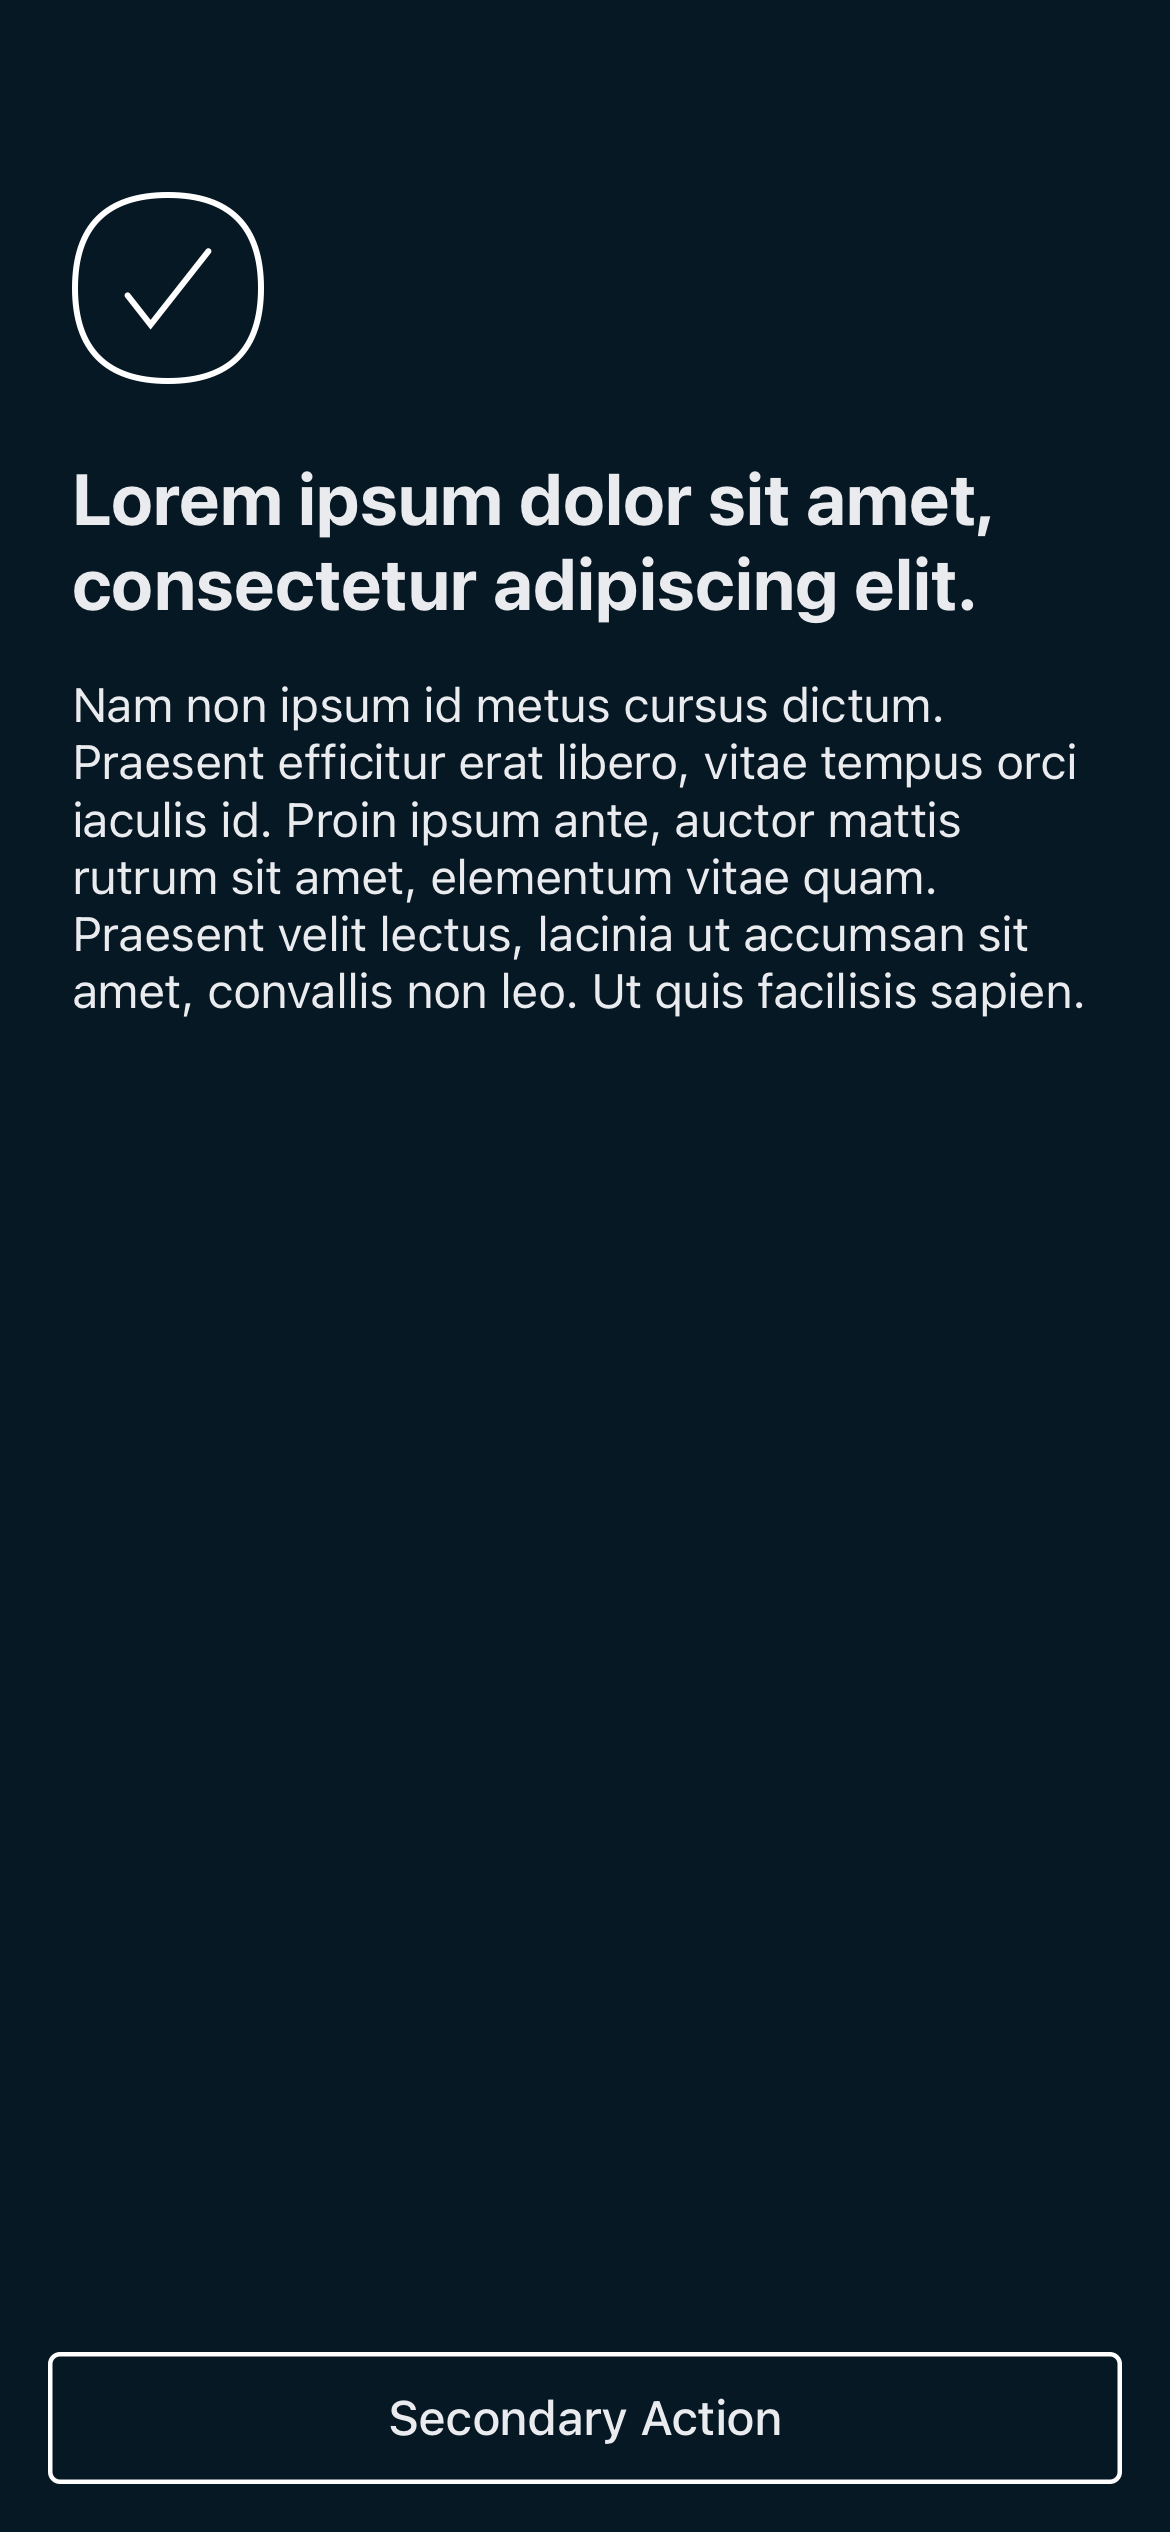 Lorem ipsum dolor sit amet,
consectetur adipiscing elit.
Nam non ipsum id metus cursus dictum.
Praesent efficitur erat libero, vitae tempus orci
iaculis id. Proin ipsum ante, auctor mattis
rutrum sit amet, elementum vitae quam.
Praesent velit lectus, lacinia ut accumsan sit
amet, convallis non leo. Ut quis facilisis sapien.
Secondary Action